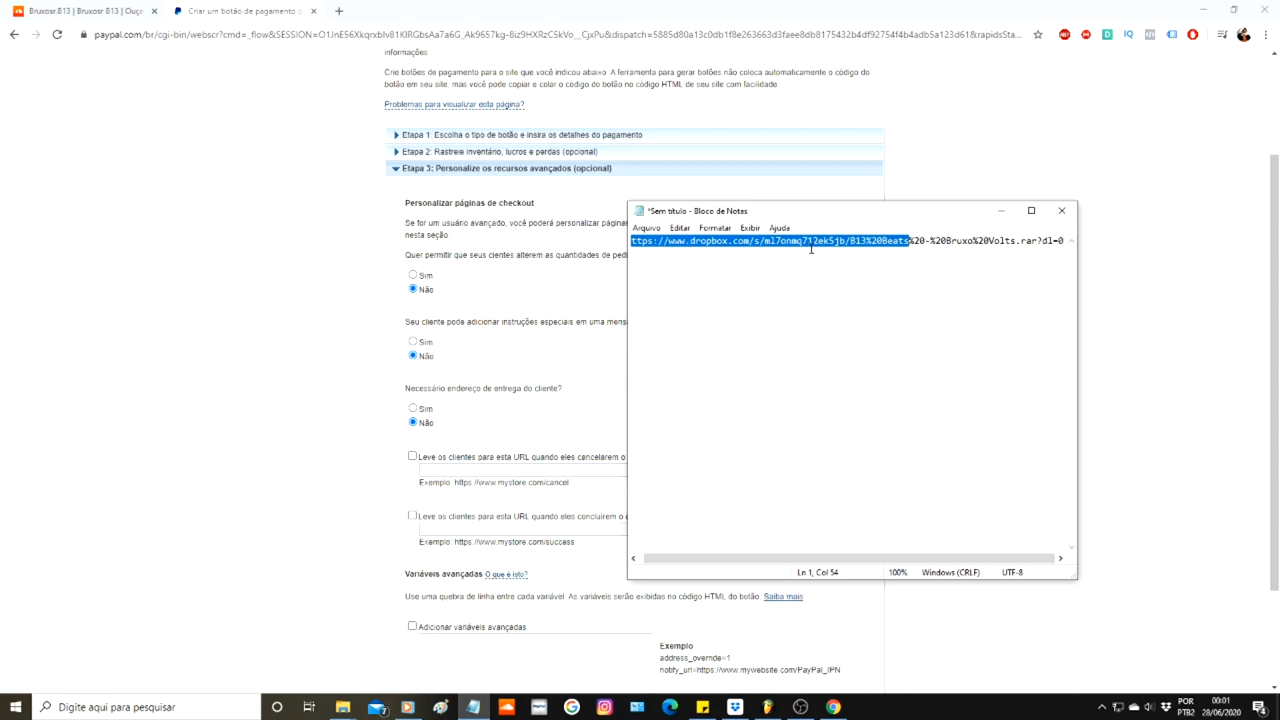 Bruxosr.B13 | Bruxosr B13 | Ouç
Criar um botão de pagamento d
paypal.com/br/cgi-bin/webscr?cmd=_flow&SESSION=
informações
Crie botões de pagamento para o site que você indicou abaixo. A ferramenta para gerar botões não coloca automaticamente o código do
botão em seu site, mas você pode copiar e colar o código do botão no código HTML de seu site com facilidade
Problemas para visualizar esta página?
Etapa 1: Escolha o tipo de botão e insira os detalhes do pagamento
Etapa 2: Rastreie inventário, lucros e perdas (opcional)
Etapa 3: Personalize os recursos avançados (opcional)
Personalizar páginas de checkout
Se for um usuário avançado, você poderá personalizar páginas
nesta seção.
Quer permitir que seus clientes alterem as quantidades de pedi
Sim
Não
Seu cliente pode adicionar instruções especiais em uma mens
Sim
Não
Necessário endereço de entrega do cliente?
Sim
Não
Leve os clientes para esta URL quando eles cancelarem o
Exemplo: https://www.mystore.com/cancel
Leve os clientes para esta URL quando eles concluírem o
Exemplo: https://www.mystore.com/success
Variáveis avançadas O que é isto?
Use uma quebra de linha entre cada variável. As variáveis serão exibidas no código HTML do botão. Saiba mais
Adicionar variáveis avançadas
Exemplo
address_override=1
notify_url=https://www.mywebsite.com/PayPal_IPN
*Sem título - Bloco de Notas
Arquivo Editar Formatar Exibir Ajuda
ttps://www.dropbox.com/s/ml7onmq712ek5jb/B13%20Beats%20-%20Bruxo%20Volts.rar?dl=0
Ln 1, Col 54 100% Windows (CRLF) UTF-8
Digite aqui para pesquisar
POR
PTB2
00:01
28/06/2020